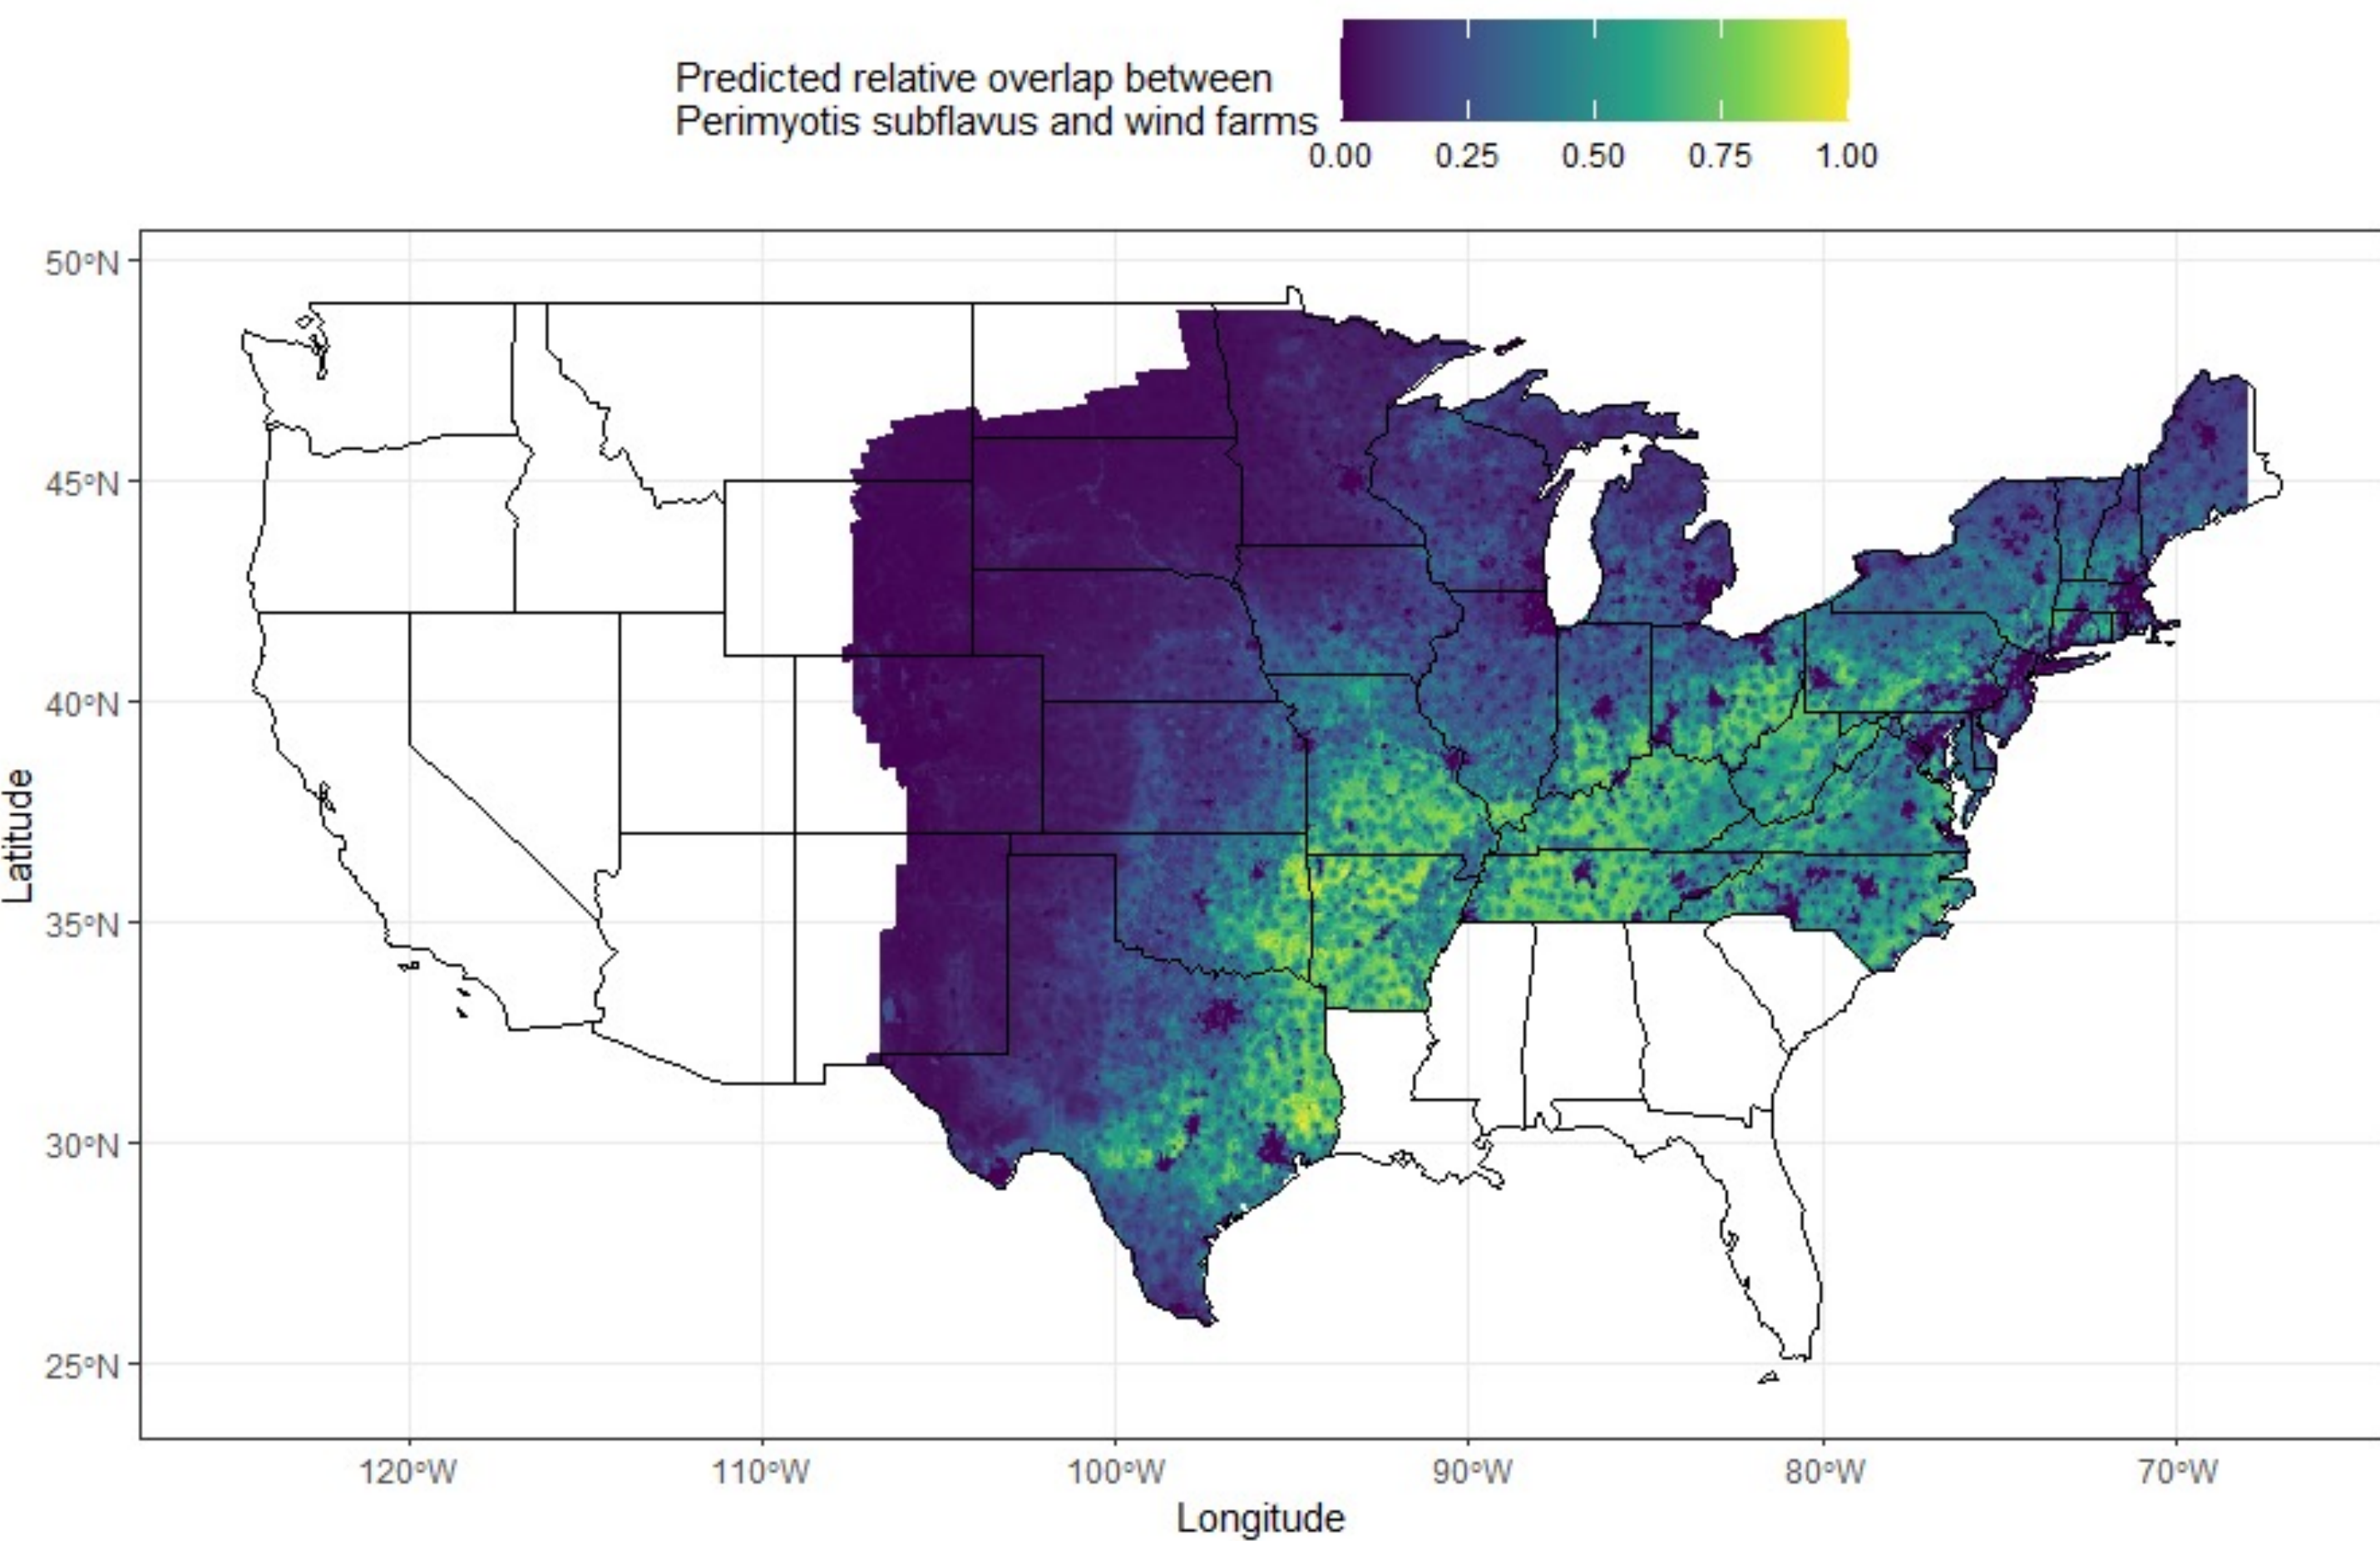 Predicted relative overlap between
Perimyotis subflavus and wind farms
0.00 0.25 0.50 0.75 1.00
50°N
45°N
40°N
35°N
30°N
25°N
Latitude
120°W 110°W 100°W 90°W 80°W 70°W
Longitude